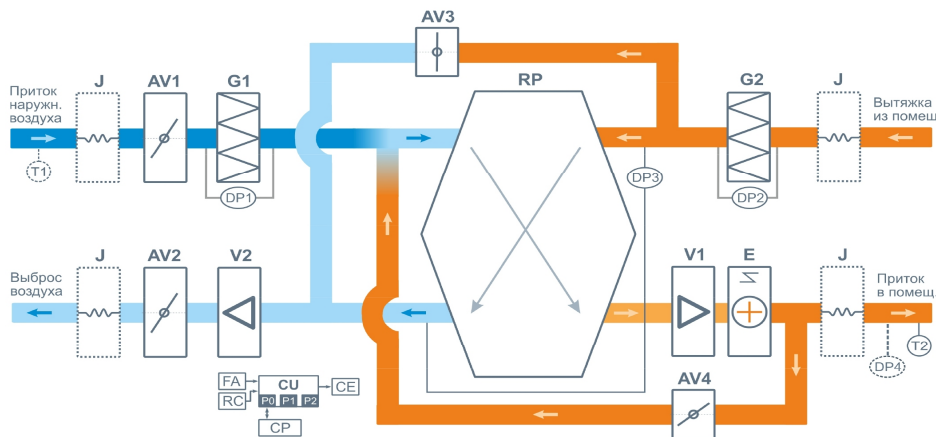 AV3
J
AV1
G1
RP
G2
J
Приток
наружн.
воздуха
Вытяжка
из помещ.
T1
DP1
DP3
DP2
J
AV2
V2
V1
E
J
Выброс
воздуха
Приток
в помещ.
T2
DP4
AV4
FA
RC
CU
P0 P1 P2
CE
CP